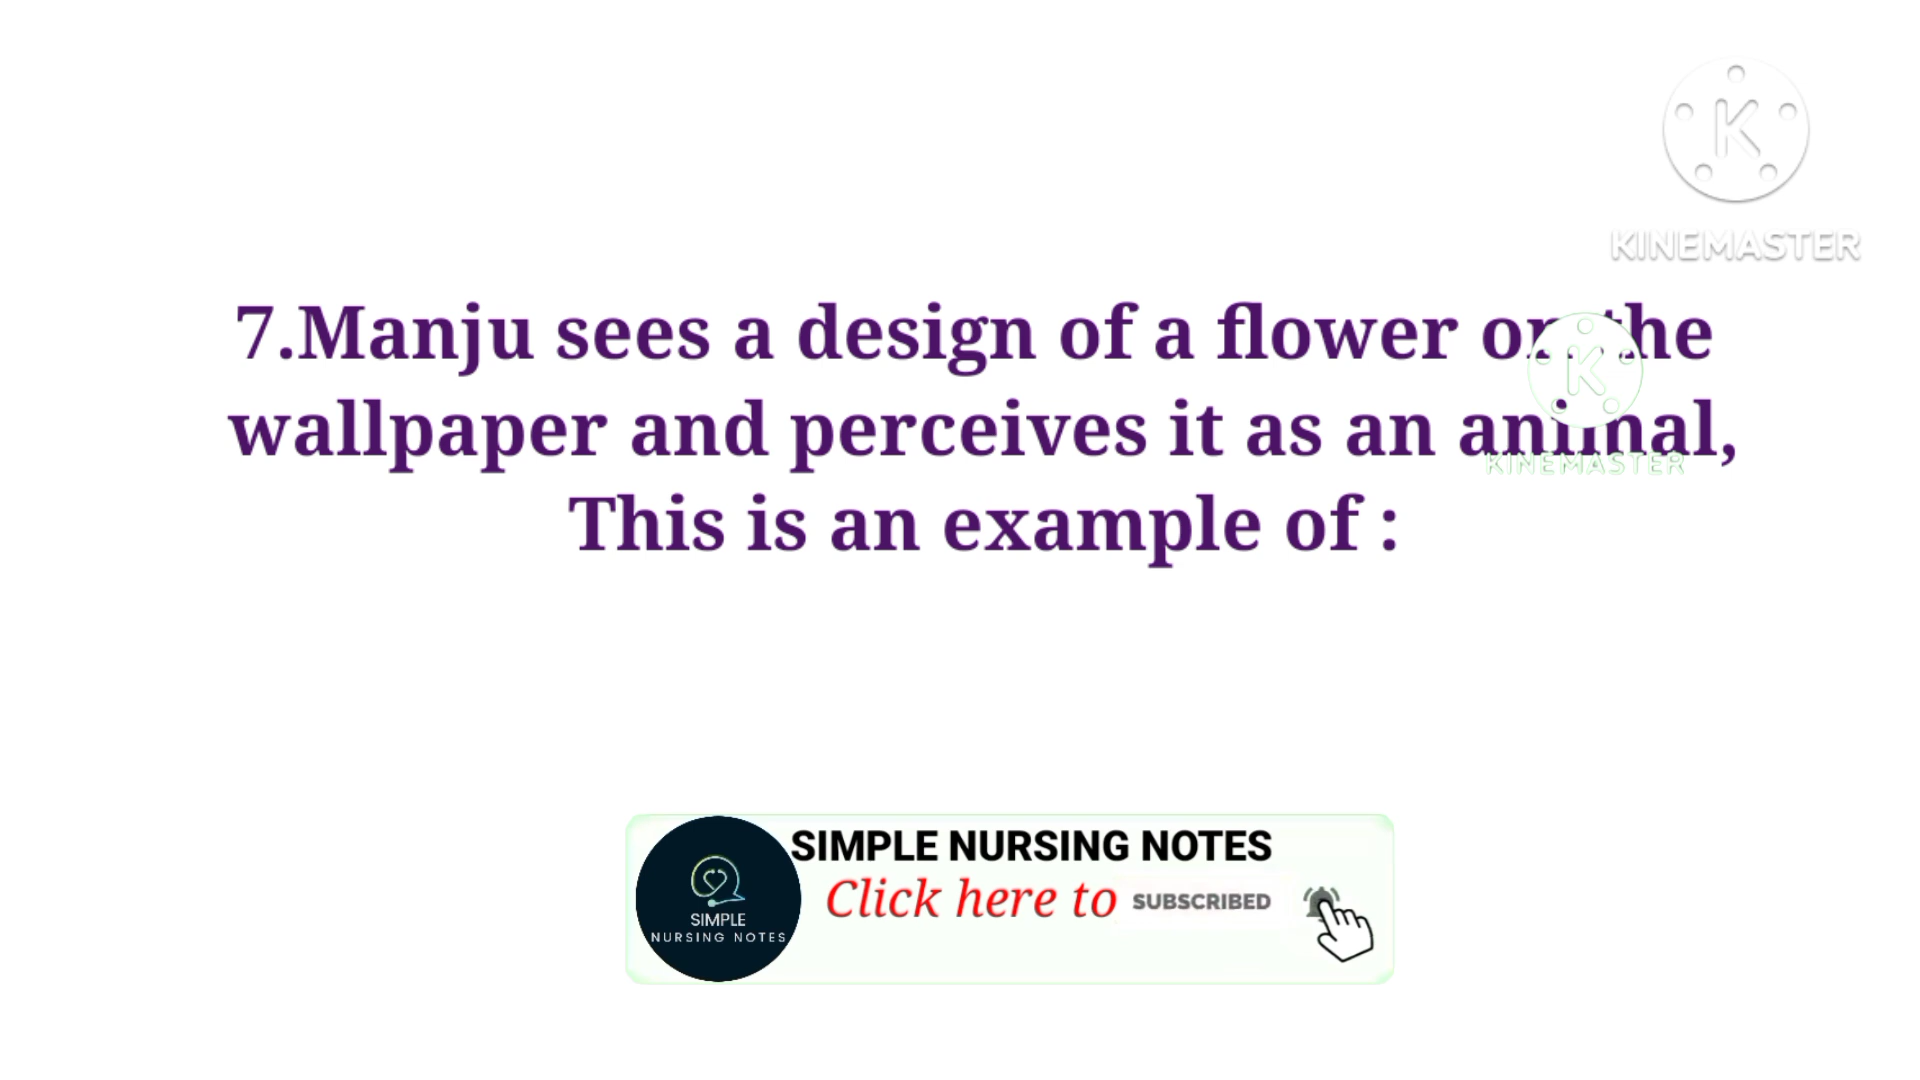 KINEMASTER
7.Manju sees a design of a flower on the
wallpaper and perceives it as an animal,
KINEMASTER
This is an example of :
SIMPLE NURSING NOTES
Click here to SUBSCRIBED
SIMPLE
NURSING NOTES